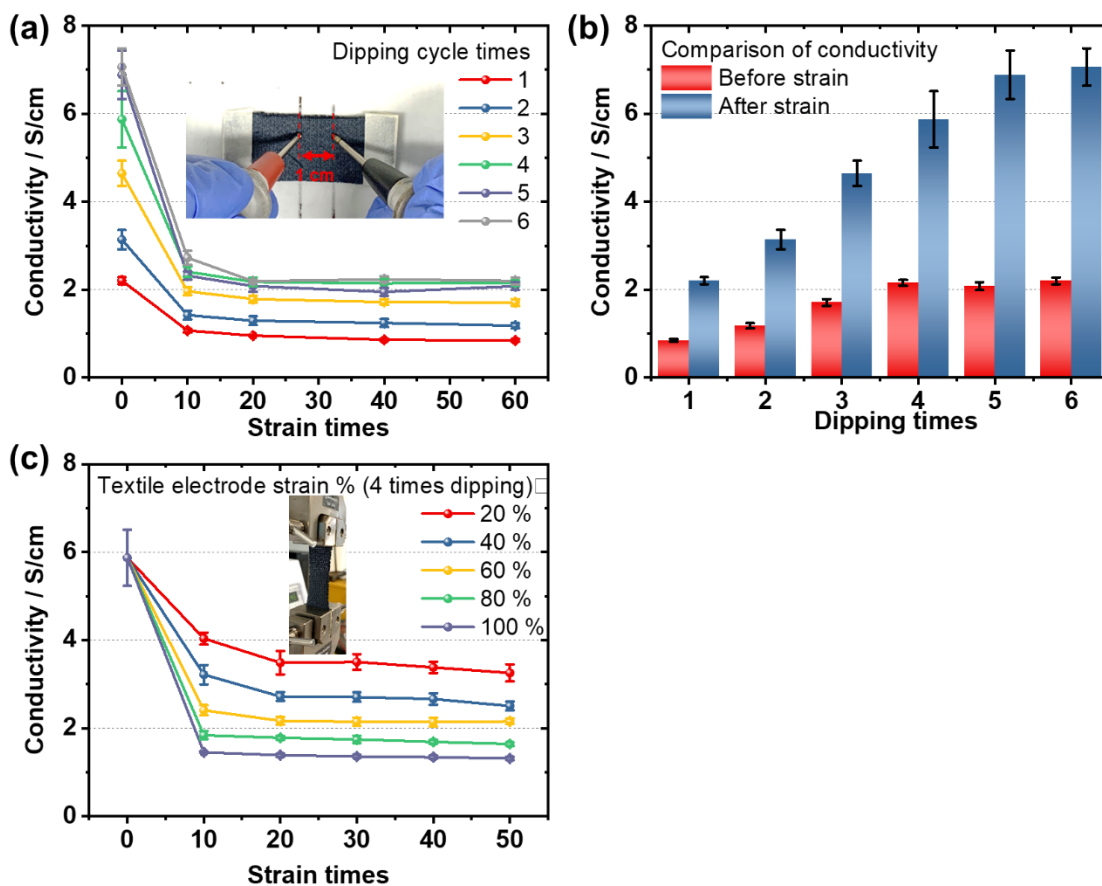 (a)
Conductivity / S/cm
8
6
4
2
0
Dipping cycle times
1
2
3
4
5
6
1 cm
0 10 20 30 40 50 60
Strain times
(b)
Conductivity / S/cm
8
6
4
2
0
Comparison of conductivity
Before strain
After strain
1 2 3 4 5 6
Dipping times
(c)
Conductivity / S/cm
8
6
4
2
0
Textile electrode strain % (4 times dipping)□
20 %
40 %
60 %
80 %
100 %
0 10 20 30 40 50
Strain times